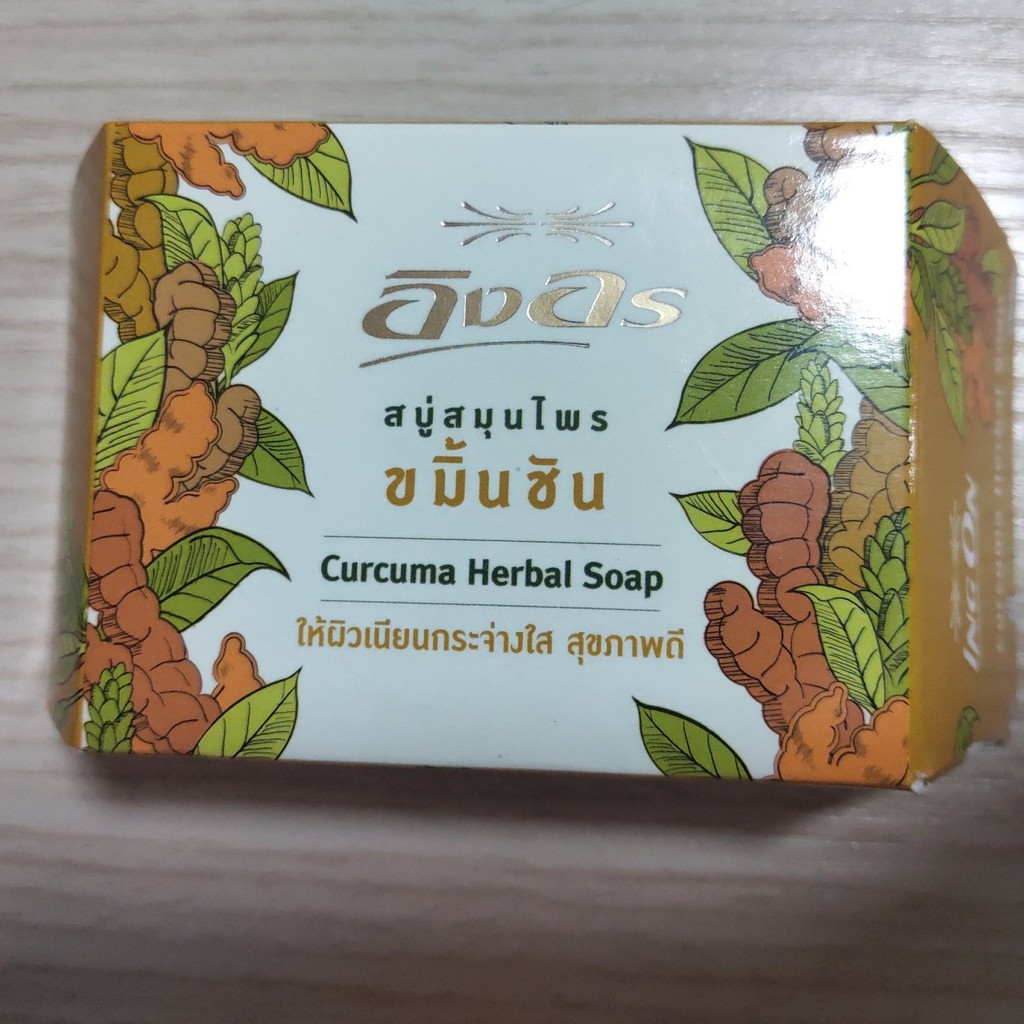 อิงอร
สบู่สมุนไพร
ขมิ้นชัน
Curcuma Herbal Soap
ให้ผิวเนียนกระจ่างใส สุขภาพดี
ING ON